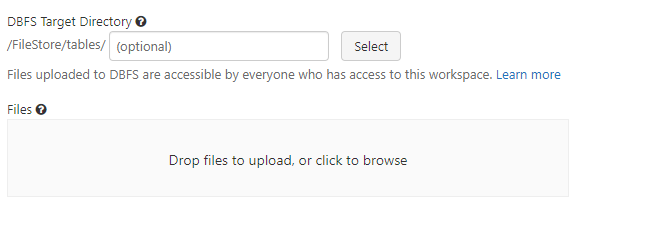 DBFS Target Directory ?
/FileStore/tables/ (optional) Select
Files uploaded to DBFS are accessible by everyone who has access to this workspace. Learn more
Files ?
Drop files to upload, or click to browse